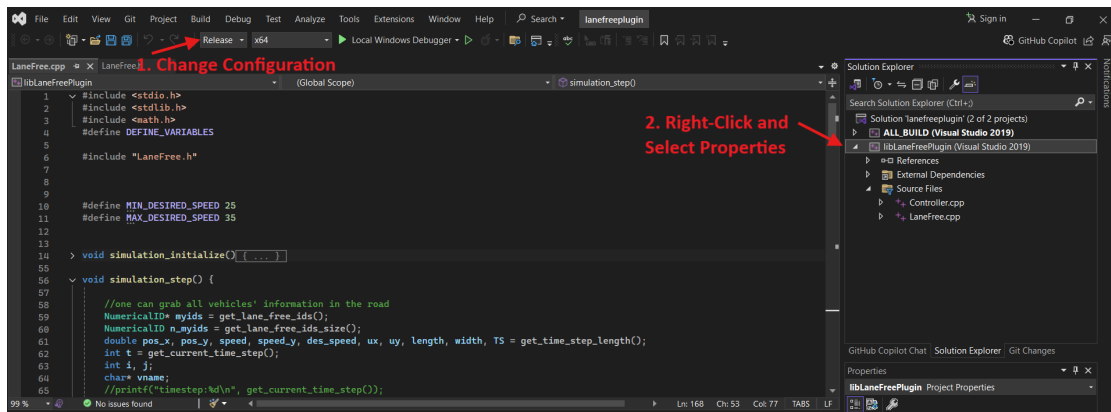 File Edit View Git Project Build Debug Test Analyze Tools Extensions Window Help Search lanefreeplugin Sign in
Release x64 Local Windows Debugger GitHub Copilot
LaneFree.cpp LaneFree.
1. Change Configuration
libLaneFreePlugin (Global Scope) simulation_step()
1 #include <stdio.h>
2 #include <stdlib.h>
3 #include <math.h>
4 #define DEFINE_VARIABLES
5
6 #include "LaneFree.h"
7
8
9
10 #define MIN_DESIRED_SPEED 25
11 #define MAX_DESIRED_SPEED 35
12
13
14 void simulation_initialize() { ... }
55
56 void simulation_step() {
57
58 //one can grab all vehicles' information in the road
59 NumericalID* myids = get_lane_free_ids();
60 NumericalID n_myids = get_lane_free_ids_size();
61 double pos_x, pos_y, speed, speed_y, des_speed, ux, uy, length, width, TS = get_time_step_length();
62 int t = get_current_time_step();
63 int i, j;
64 char* vname;
65 //printf("timestep:%d\n", get_current_time_step());
99 % No issues found Ln: 168 Ch: 53 Col: 77 TABS LF
2. Right-Click and
Select Properties
Solution Explorer
Search Solution Explorer (Ctrl+;)
Solution 'lanefreeplugin' (2 of 2 projects)
ALL_BUILD (Visual Studio 2019)
libLaneFreePlugin (Visual Studio 2019)
References
External Dependencies
Source Files
Controller.cpp
LaneFree.cpp
GitHub Copilot Chat Solution Explorer Git Changes
Properties
libLaneFreePlugin Project Properties
Notifications